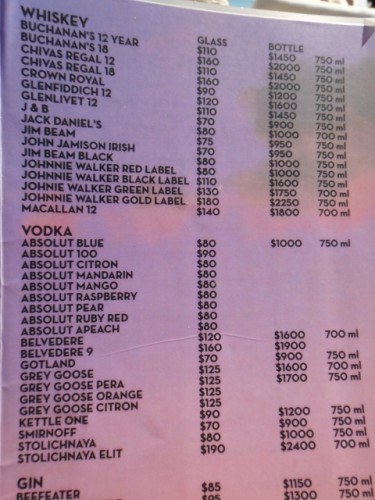 WHISKEY GLASS BOTTLE
BUCHANAN'S 12 YEAR $110 $1450 750 ml
BUCHANAN'S 18 $160 $2000 750 ml
CHIVAS REGAL 12 $110 $1450 750 ml
CHIVAS REGAL 18 $160 $2000 750 ml
CROWN ROYAL $90 $1200 750 ml
GLENFIDDICH 12 $120 $1600 750 ml
GLENLIVET 12 $110 $1450 750 ml
J & B $70 $900 750 ml
JACK DANIEL'S $80 $1000 700 ml
JIM BEAM $75 $950 750 ml
JOHN JAMISON IRISH $70 $950 750 ml
JIM BEAM BLACK $80 $1000 750 ml
JOHNNIE WALKER RED LABEL $80 $1000 750 ml
JOHNNIE WALKER BLACK LABEL $110 $1600 750 ml
JOHNIE WALKER GREEN LABEL $130 $1750 700 ml
JOHNNIE WALKER GOLD LABEL $180 $2250 750 ml
MACALLAN 12 $140 $1800 700 ml
VODKA
ABSOLUT BLUE $80 $1000 750 ml
ABSOLUT 100 $90
ABSOLUT CITRON $80
ABSOLUT MANDARIN $80
ABSOLUT MANGO $80
ABSOLUT RASPBERRY $80
ABSOLUT PEAR $80
ABSOLUT RUBY RED $80
ABSOLUT APEACH $80
BELVEDERE $120 $1600 700 ml
BELVEDERE 9 $160 $1900
GOTLAND $70 $900 750 ml
GREY GOOSE $125 $1600 700 ml
GREY GOOSE PERA $125 $1700 750 ml
GREY GOOSE ORANGE $125
GREY GOOSE CITRON $125
KETTLE ONE $90 $1200 750 ml
SMIRNOFF $70 $900 750 ml
STOLICHNAYA $80 $1000 750 ml
STOLICHNAYA ELIT $190 $2400 700 ml
GIN
BEEFEATER $85 $1150 750 ml
$95 $1300 750 ml